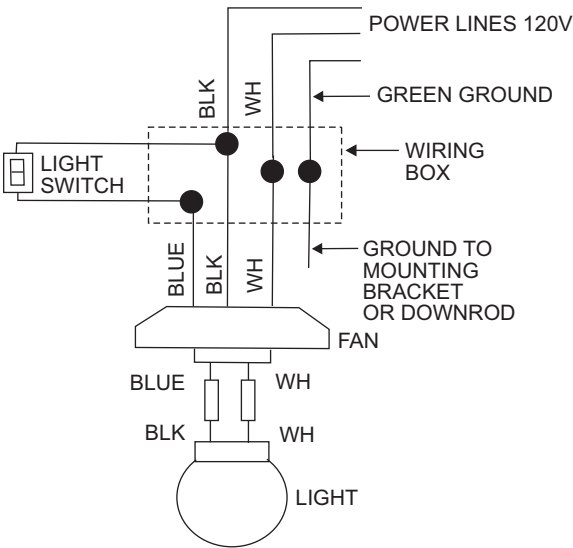 POWER LINES 120V
BLK
WH
GREEN GROUND
WIRING
BOX
LIGHT
SWITCH
BLUE
BLK
WH
GROUND TO
MOUNTING
BRACKET
OR DOWNROD
FAN
BLUE
WH
BLK
WH
LIGHT